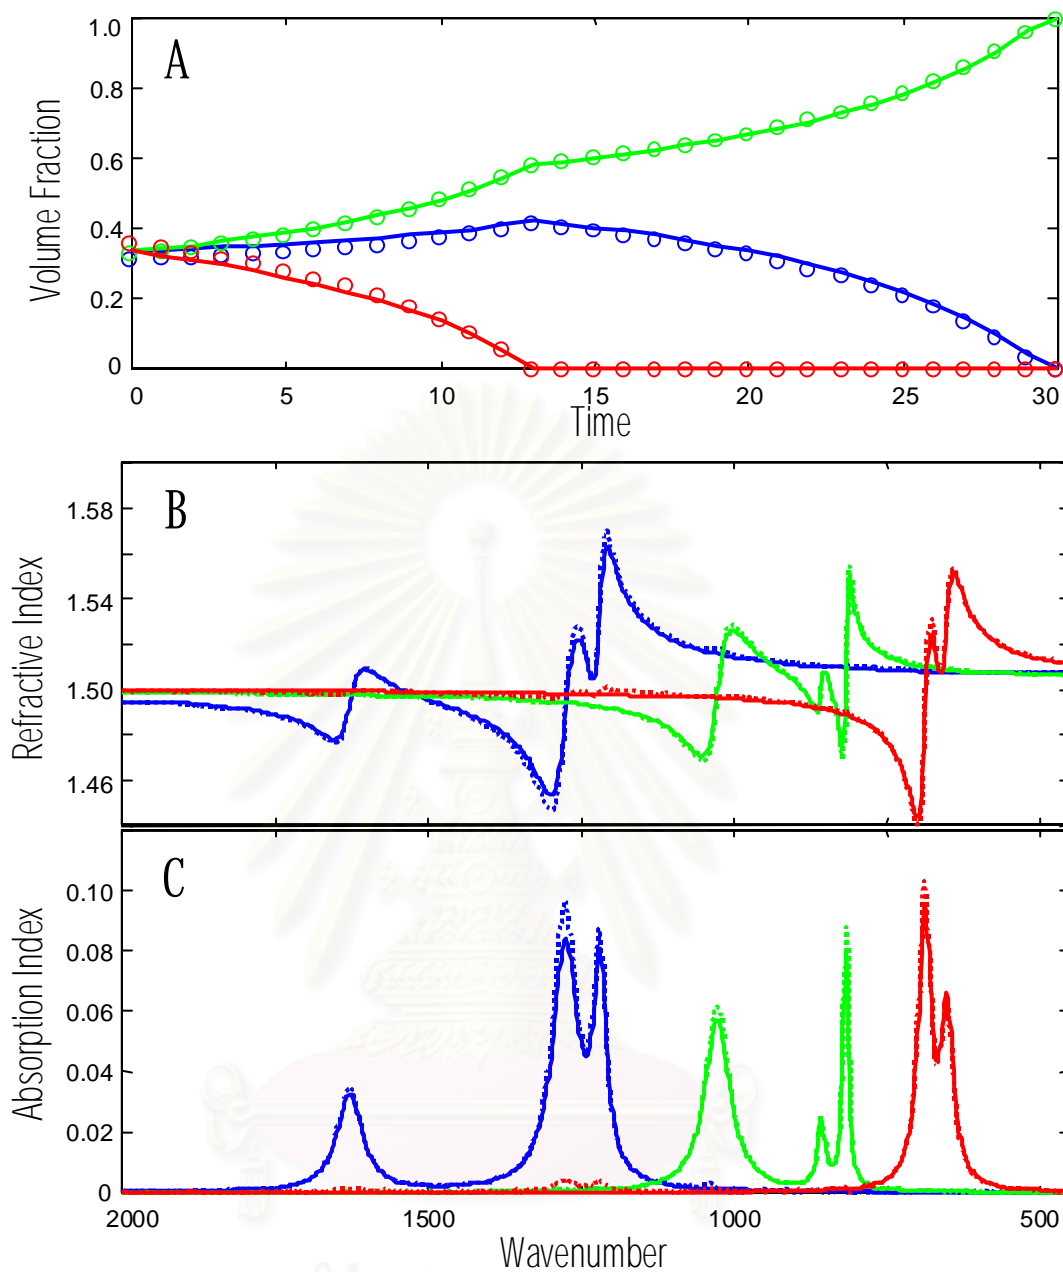 1.0
A
0.8
0.6
0.4
0.2
0
Volume Fraction
0 5 10 15 20 25 30
Time
B
1.58
1.54
1.50
1.46
Refractive Index
C
0.10
0.08
0.06
0.04
0.02
0
Absorption Index
2000 1500 1000 500
Wavenumber